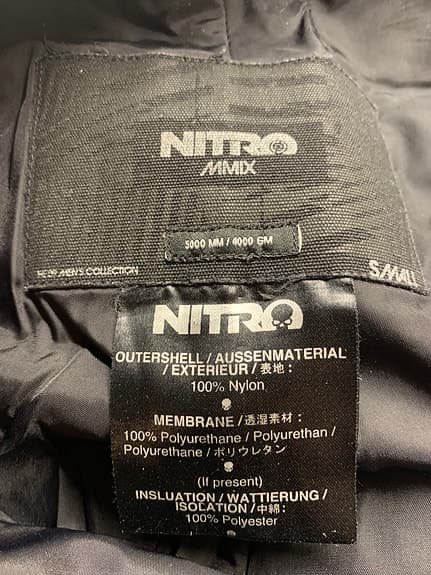 NITRO
MMIX
5000 MM / 4000 GM
THE 09 MEN'S COLLECTION
SMALL
NITRO
OUTERSHELL / AUSSENMATERIAL
/ EXTERIEUR / 表地 :
100% Nylon
MEMBRANE / 透湿素材 :
100% Polyurethane / Polyurethan /
Polyurethane / ポリウレタン
(If present)
INSLUATION / WATTIERUNG /
ISOLATION / 中綿 :
100% Polyester